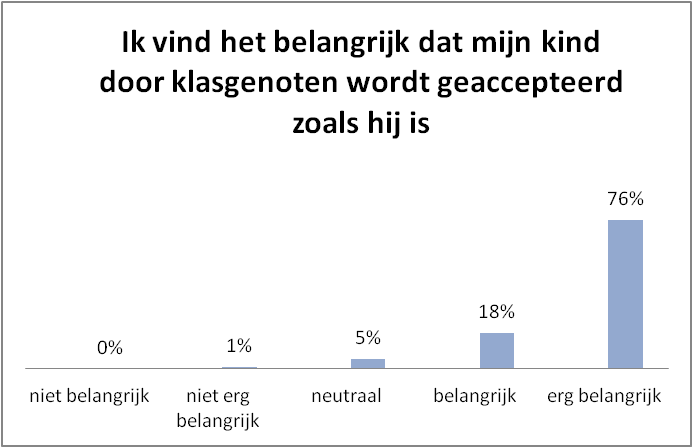 Ik vind het belangrijk dat mijn kind
door klasgenoten wordt geaccepteerd
zoals hij is
0%
1%
5%
18%
76%
niet belangrijk
niet erg
belangrijk
neutraal
belangrijk
erg belangrijk